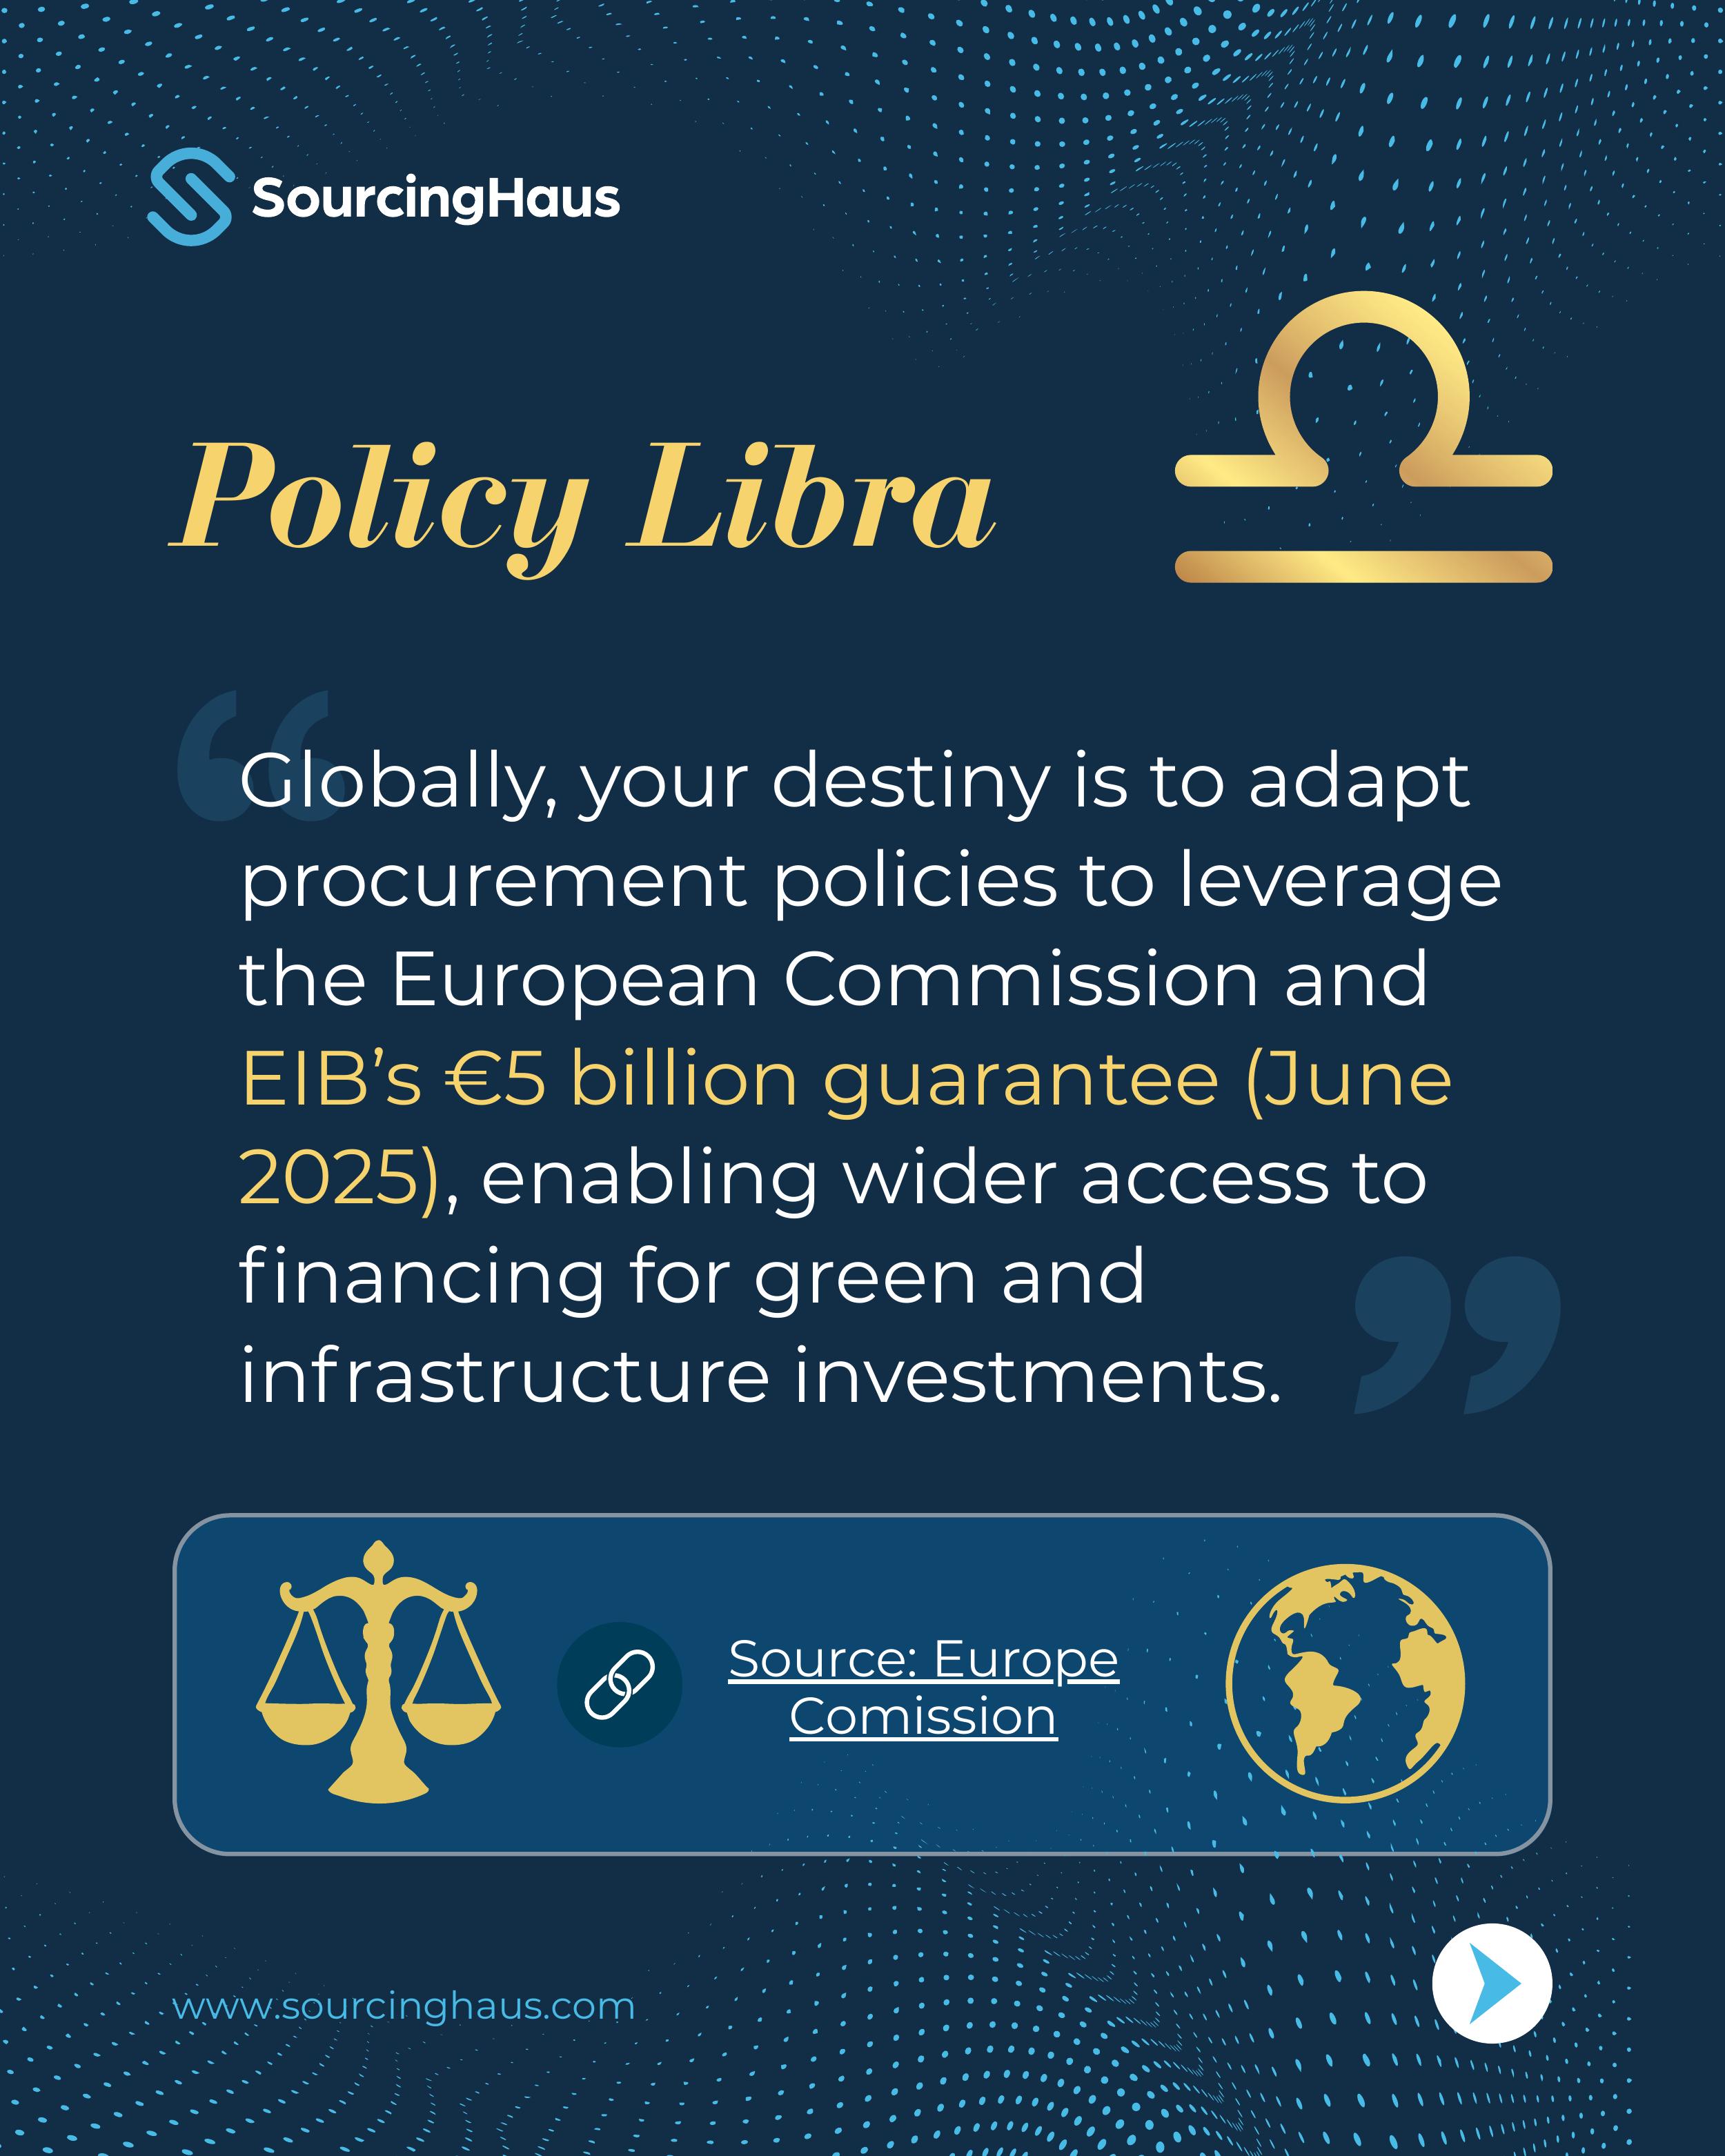 SourcingHaus
Policy Libra
“Globally, your destiny is to adapt
procurement policies to leverage
the European Commission and
EIB’s €5 billion guarantee (June
2025), enabling wider access to
financing for green and
infrastructure investments.”
Source: Europe
Comission
www.sourcinghaus.com